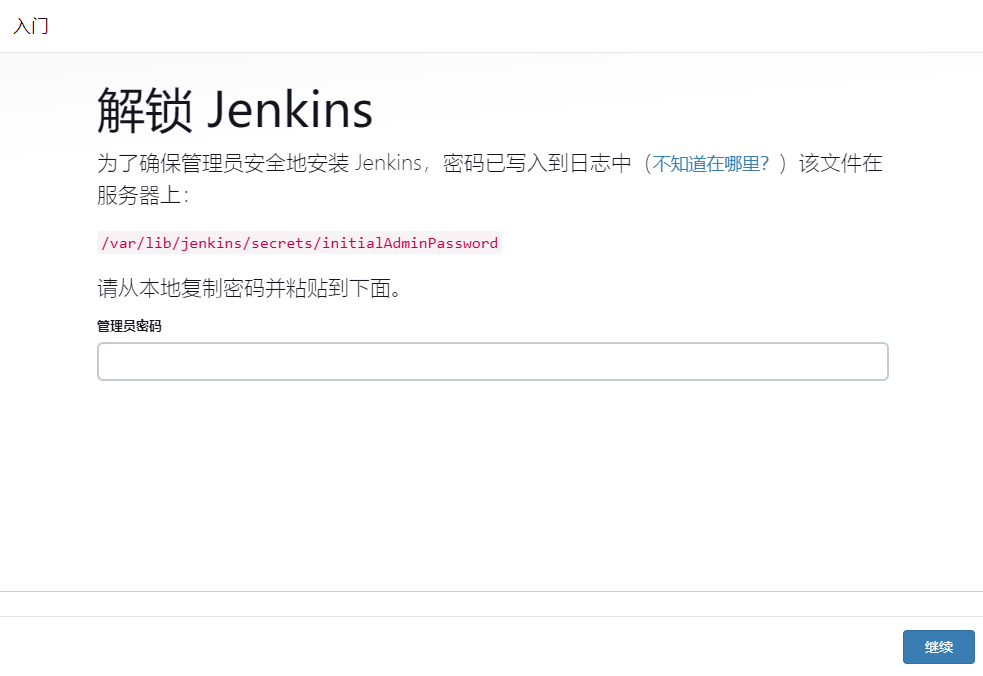 入门
解锁 Jenkins
为了确保管理员安全地安装 Jenkins，密码已写入到日志中（不知道在哪里？）该文件在
服务器上：
/var/lib/jenkins/secrets/initialAdminPassword
请从本地复制密码并粘贴到下面。
管理员密码
继续